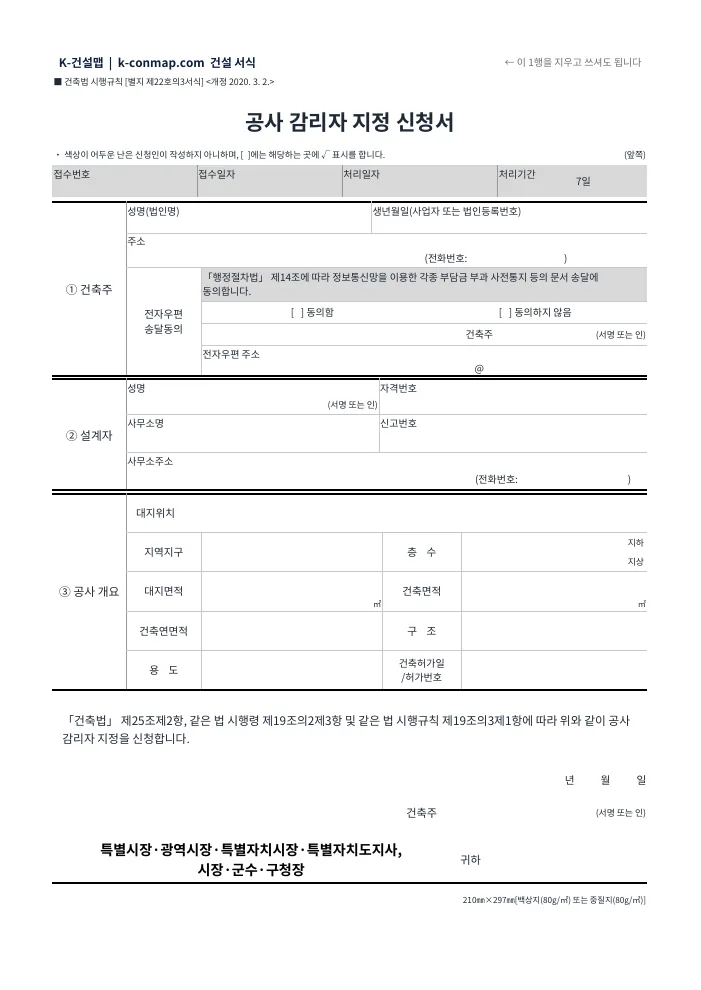 K-건설맵 | k-conmap.com 건설 서식
← 이 1행을 지우고 쓰셔도 됩니다
■ 건축법 시행규칙 [별지 제22호의3서식] <개정 2020. 3. 2.>
공사 감리자 지정 신청서
・ 색상이 어두운 난은 신청인이 작성하지 아니하며, [ ]에는 해당하는 곳에 √ 표시를 합니다.
(앞쪽)
접수번호 접수일자 처리일자 처리기간
7일
성명(법인명) 생년월일(사업자 또는 법인등록번호)
주소
(전화번호: )
① 건축주
「행정절차법」 제14조에 따라 정보통신망을 이용한 각종 부담금 부과 사전통지 등의 문서 송달에
동의합니다.
전자우편
송달동의
[ ] 동의함 [ ] 동의하지 않음
건축주 (서명 또는 인)
전자우편 주소
@
성명 자격번호
(서명 또는 인)
② 설계자
사무소명 신고번호
사무소주소
(전화번호: )
③ 공사 개요
대지위치
지역지구 층 수 지하
지상
대지면적 ㎡ 건축면적 ㎡
건축연면적 구 조
용 도 건축허가일
/허가번호
「건축법」 제25조제2항, 같은 법 시행령 제19조의2제3항 및 같은 법 시행규칙 제19조의3제1항에 따라 위와 같이 공사
감리자 지정을 신청합니다.
년 월 일
건축주 (서명 또는 인)
특별시장·광역시장·특별자치시장·특별자치도지사,
시장·군수·구청장
귀하
210㎜×297㎜[백상지(80g/㎡) 또는 중질지(80g/㎡)]